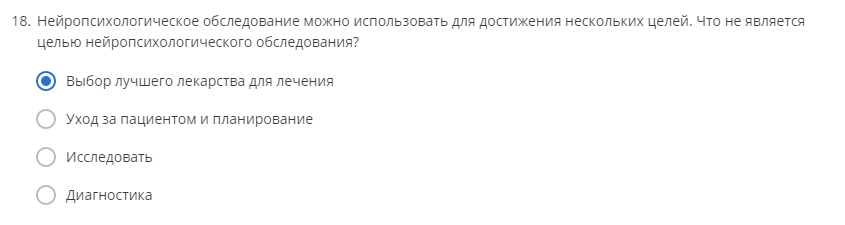 18. Нейропсихологическое обследование можно использовать для достижения нескольких целей. Что не является
целью нейропсихологического обследования?
Выбор лучшего лекарства для лечения
Уход за пациентом и планирование
Исследовать
Диагностика